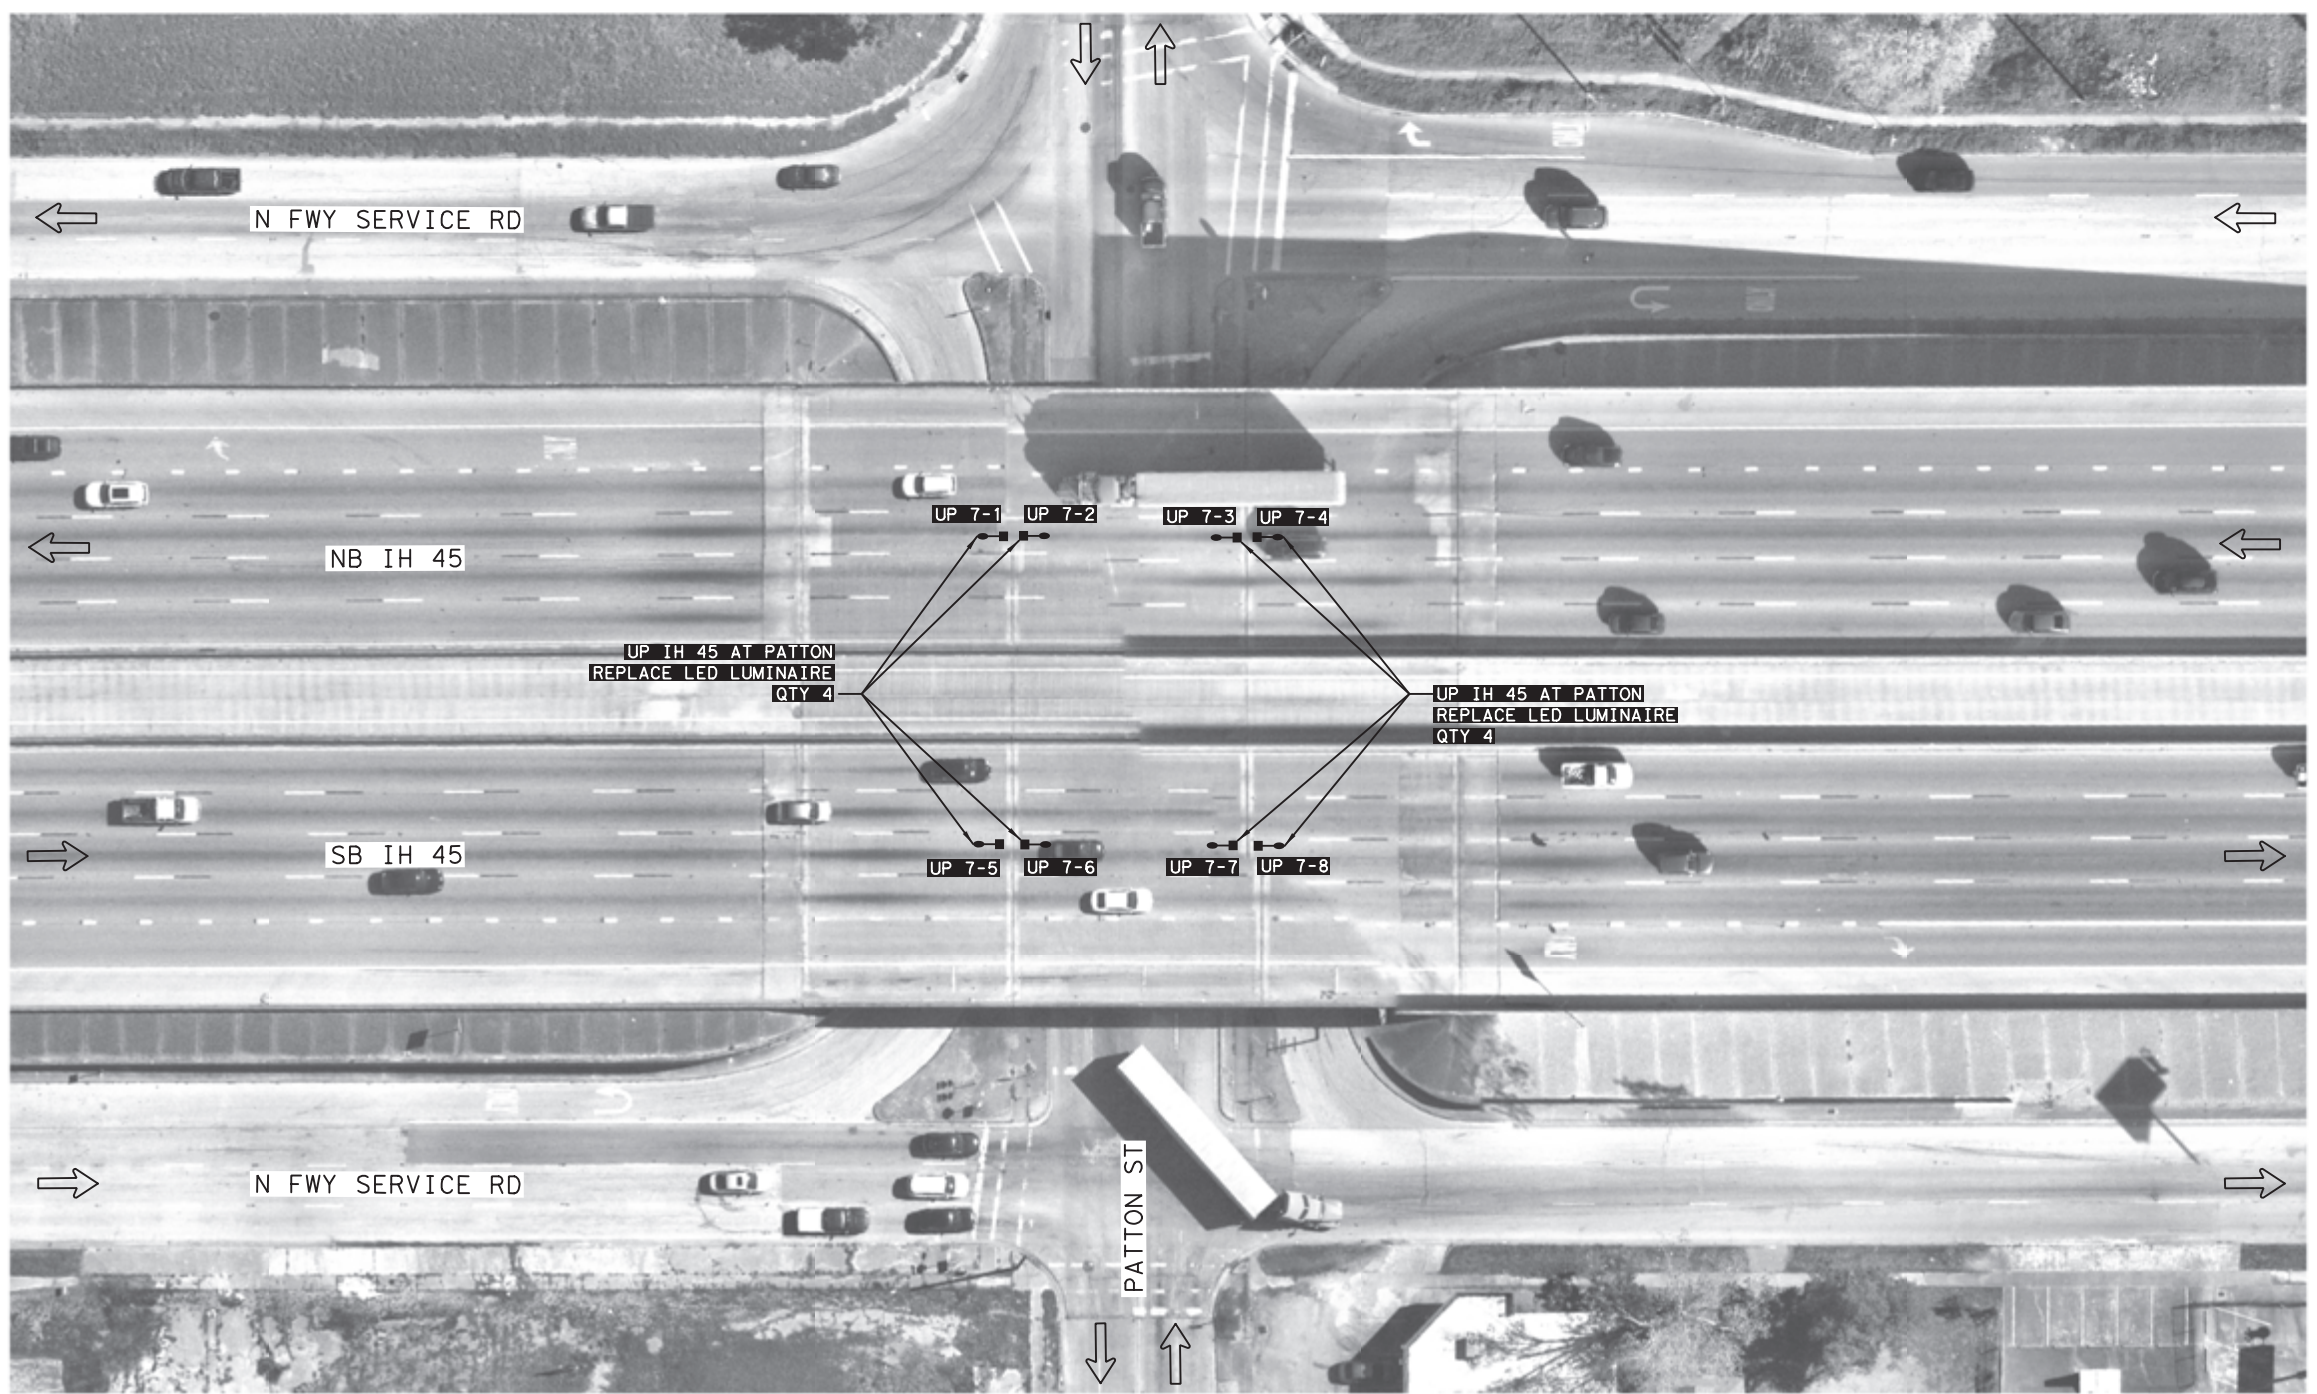 N FWY SERVICE RD
NB IH 45
UP 7-1
UP 7-2
UP 7-3
UP 7-4
UP IH 45 AT PATTON
REPLACE LED LUMINAIRE
QTY 4
UP IH 45 AT PATTON
REPLACE LED LUMINAIRE
QTY 4
SB IH 45
UP 7-5
UP 7-6
UP 7-7
UP 7-8
N FWY SERVICE RD
PATTON ST